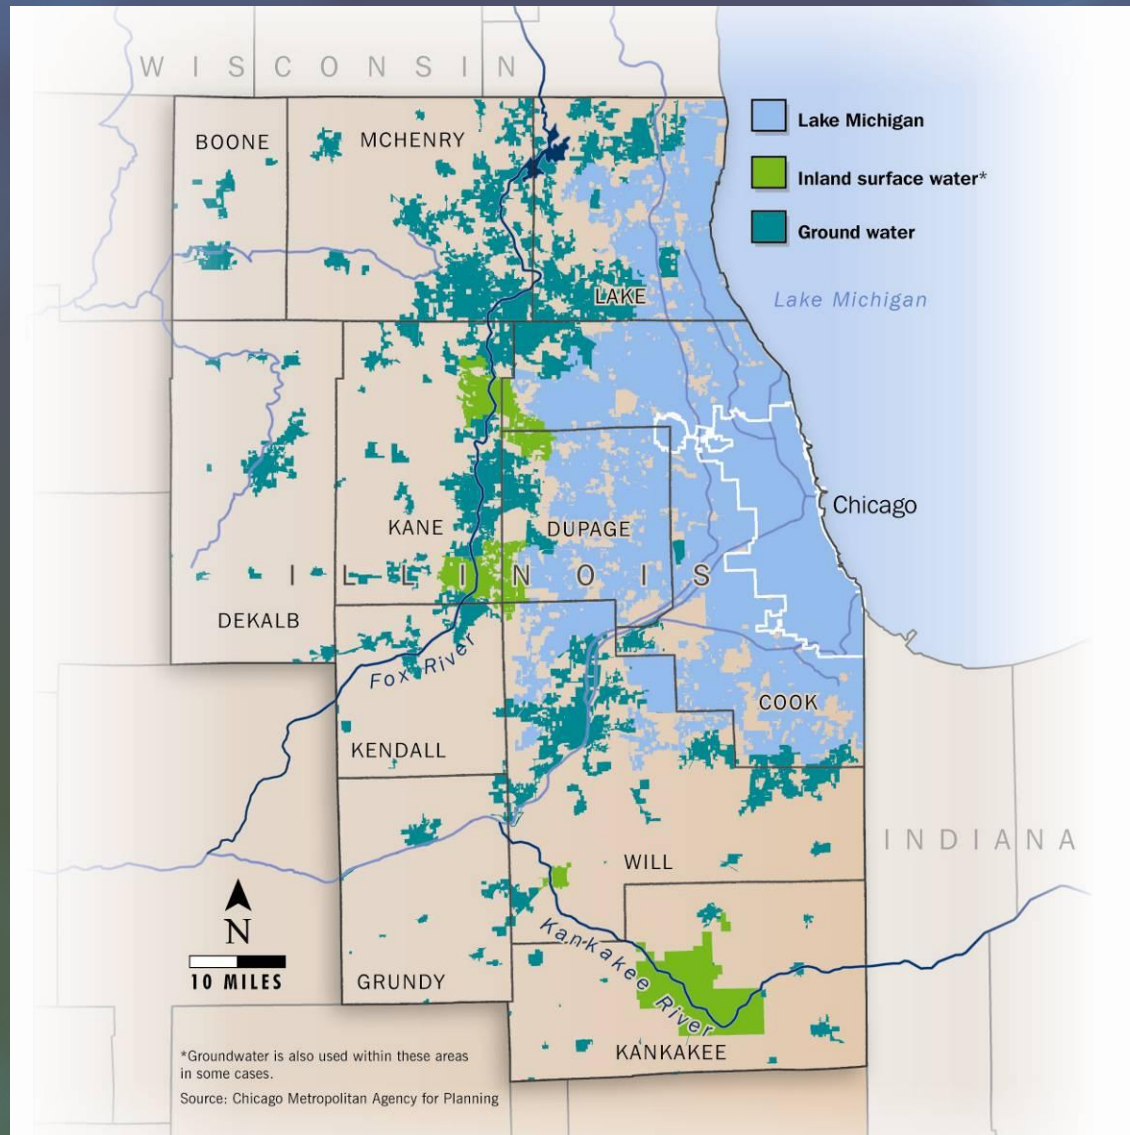 WISCONSIN
BOONE
MCHENRY
Lake Michigan
Inland surface water*
Ground water
LAKE
Lake Michigan
Chicago
KANE
DUPAGE
ILLINOIS
DEKALB
Fox River
COOK
KENDALL
INDIANA
WILL
N
10 MILES
Kankakee River
GRUNDY
KANKAKEE
*Groundwater is also used within these areas
in some cases.
Source: Chicago Metropolitan Agency for Planning